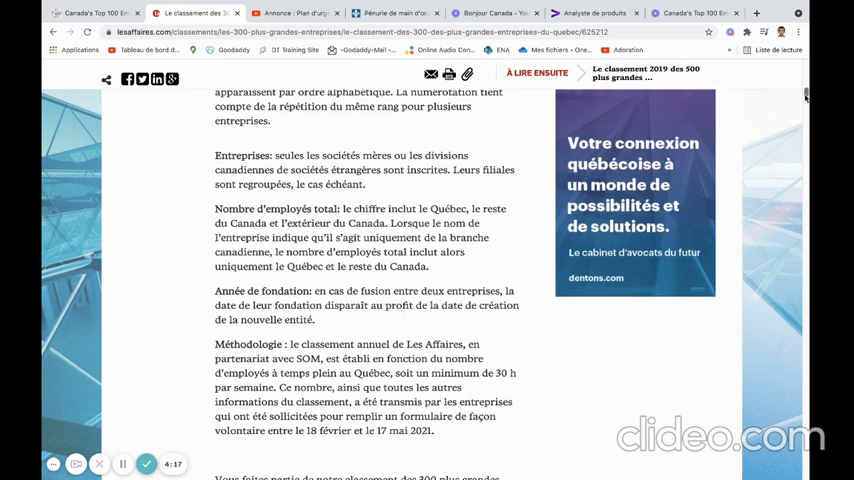 Canada's Top 100 Em
Le classement des 30
Annonce : Plan d'urge
Pénurie de main d'œu
Bonjour Canada – You
Analyste de produits
Canada's Top 100 Em
lesaffaires.com/classements/les-300-plus-grandes-entreprises/le-classement-des-300-des-plus-grandes-entreprises-du-quebec/625212
Applications
Tableau de bord d...
Goodaddy
DT Training Site
-Godaddy-Mail -...
Online Audio Con...
ENA
Mes fichiers - One...
Adoration
»
Liste de lecture
À LIRE ENSUITE
Le classement 2019 des 500
plus grandes ...
apparaissent par ordre alphabétique. La numérotation tient
compte de la répétition du même rang pour plusieurs
entreprises.
Entreprises: seules les sociétés mères ou les divisions
canadiennes de sociétés étrangères sont inscrites. Leurs filiales
sont regroupées, le cas échéant.
Nombre d'employés total: le chiffre inclut le Québec, le reste
du Canada et l'extérieur du Canada. Lorsque le nom de
l'entreprise indique qu'il s'agit uniquement de la branche
canadienne, le nombre d'employés total inclut alors
uniquement le Québec et le reste du Canada.
Année de fondation: en cas de fusion entre deux entreprises, la
date de leur fondation disparaît au profit de la date de création
de la nouvelle entité.
Méthodologie : le classement annuel de Les Affaires, en
partenariat avec SOM, est établi en fonction du nombre
d'employés à temps plein au Québec, soit un minimum de 30 h
par semaine. Ce nombre, ainsi que toutes les autres
informations du classement, a été transmis par les entreprises
qui ont été sollicitées pour remplir un formulaire de façon
volontaire entre le 18 février et le 17 mai 2021.
Vous faites partie de notre classement des 300 plus grandes
Votre connexion
québécoise à
un monde de
possibilités et
de solutions.
Le cabinet d'avocats du futur
dentons.com
4:17
clideo.com